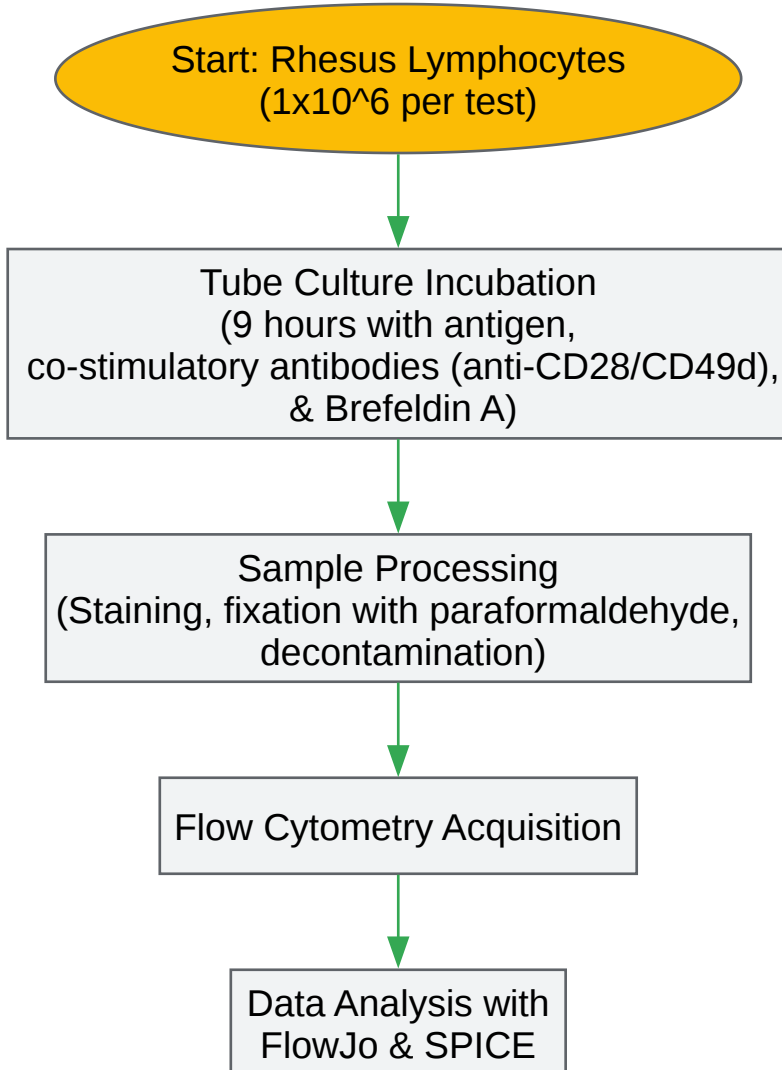 Start: Rhesus Lymphocytes
(1x10^6 per test)
Tube Culture Incubation
(9 hours with antigen,
co-stimulatory antibodies (anti-CD28/CD49d),
& Brefeldin A)
Sample Processing
(Staining, fixation with paraformaldehyde,
decontamination)
Flow Cytometry Acquisition
Data Analysis with
FlowJo & SPICE